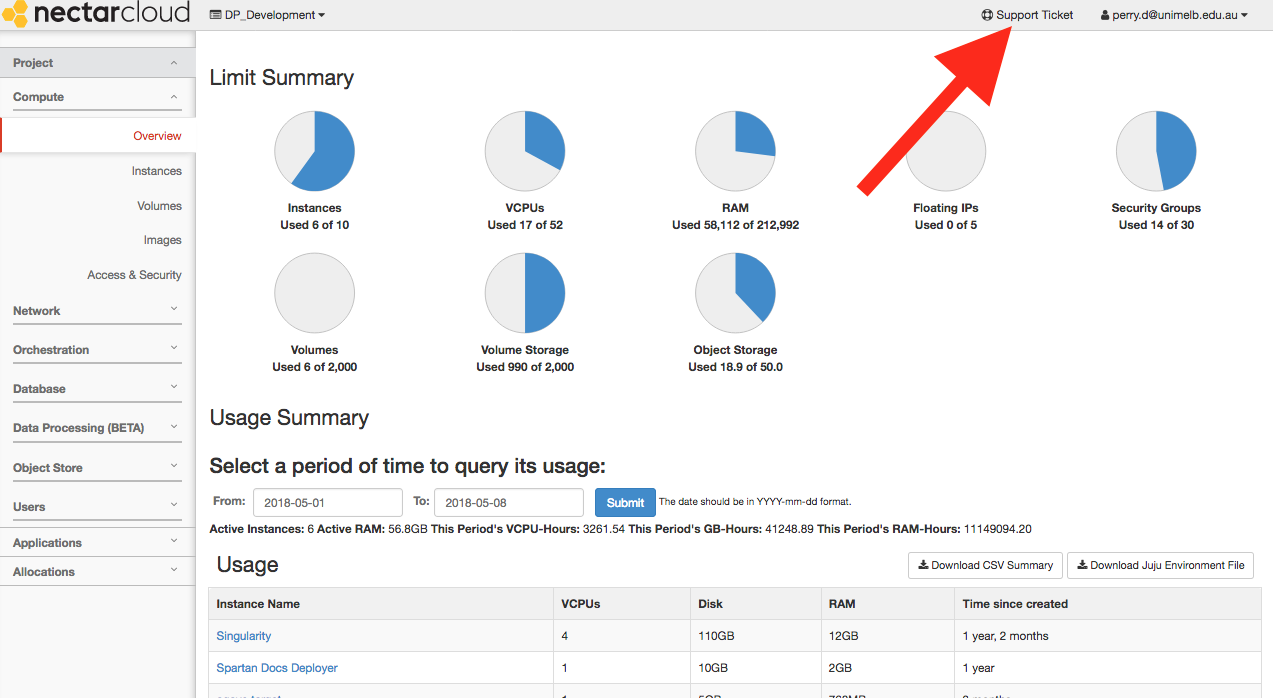 nectarcloud DP_Development Support Ticket perry.d@unimelb.edu.au
Project
Compute
Overview
Instances
Volumes
Images
Access & Security
Network
Orchestration
Database
Data Processing (BETA)
Object Store
Users
Applications
Allocations
Limit Summary
Instances
Used 6 of 10
VCPUs
Used 17 of 52
RAM
Used 58,112 of 212,992
Floating IPs
Used 0 of 5
Security Groups
Used 14 of 30
Volumes
Used 6 of 2,000
Volume Storage
Used 990 of 2,000
Object Storage
Used 18.9 of 50.0
Usage Summary
Select a period of time to query its usage:
From: 2018-05-01 To: 2018-05-08 Submit The date should be in YYYY-mm-dd format.
Active Instances: 6 Active RAM: 56.8GB This Period's VCPU-Hours: 3261.54 This Period's GB-Hours: 41248.89 This Period's RAM-Hours: 11149094.20
Usage Download CSV Summary Download Juju Environment File
Instance Name VCPUs Disk RAM Time since created
Singularity 4 110GB 12GB 1 year, 2 months
Spartan Docs Deployer 1 10GB 2GB 1 year